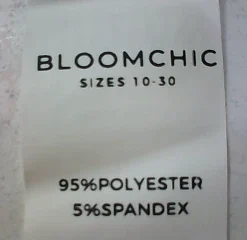 BLOOMCHIC
SIZES 10-30
95%POLYESTER
5%SPANDEX